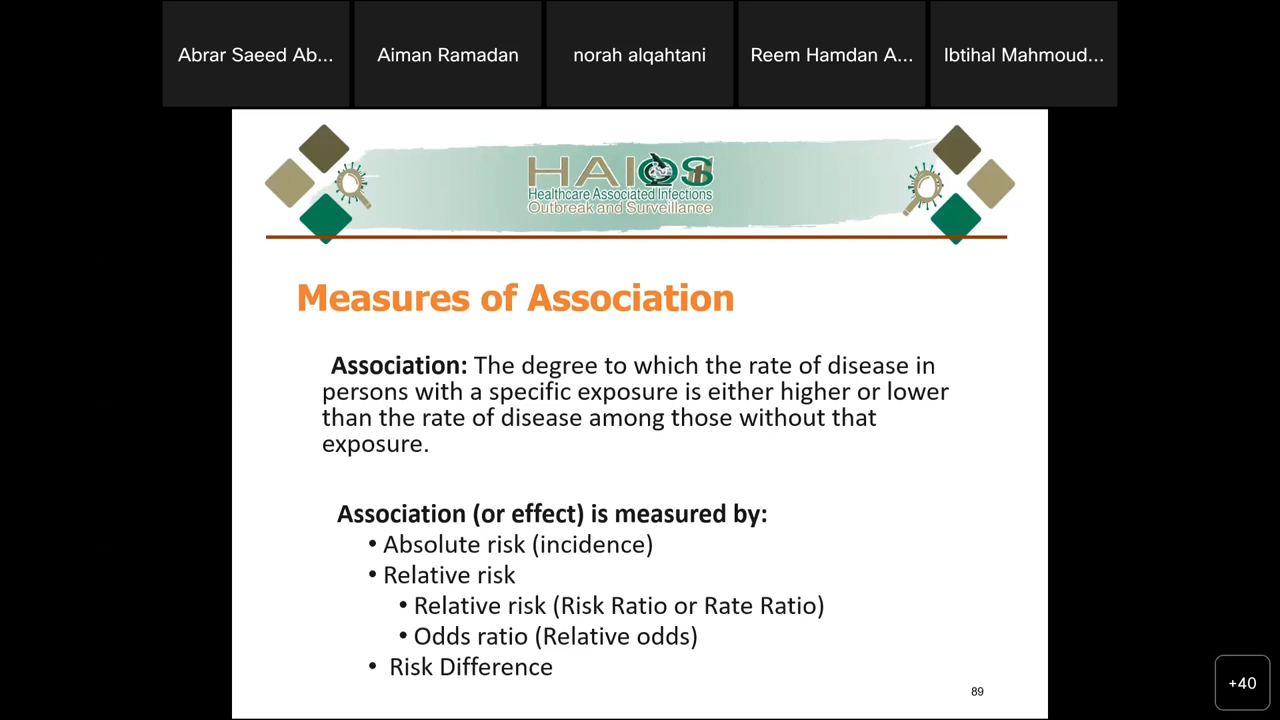 Abrar Saeed Ab...
Aiman Ramadan
norah alqahtani
Reem Hamdan A...
Ibtihal Mahmoud...
HAIOS
Healthcare Associated Infections
Outbreak and Surveillance
Measures of Association
Association: The degree to which the rate of disease in
persons with a specific exposure is either higher or lower
than the rate of disease among those without that
exposure.
Association (or effect) is measured by:
• Absolute risk (incidence)
• Relative risk
• Relative risk (Risk Ratio or Rate Ratio)
• Odds ratio (Relative odds)
• Risk Difference
89
+40